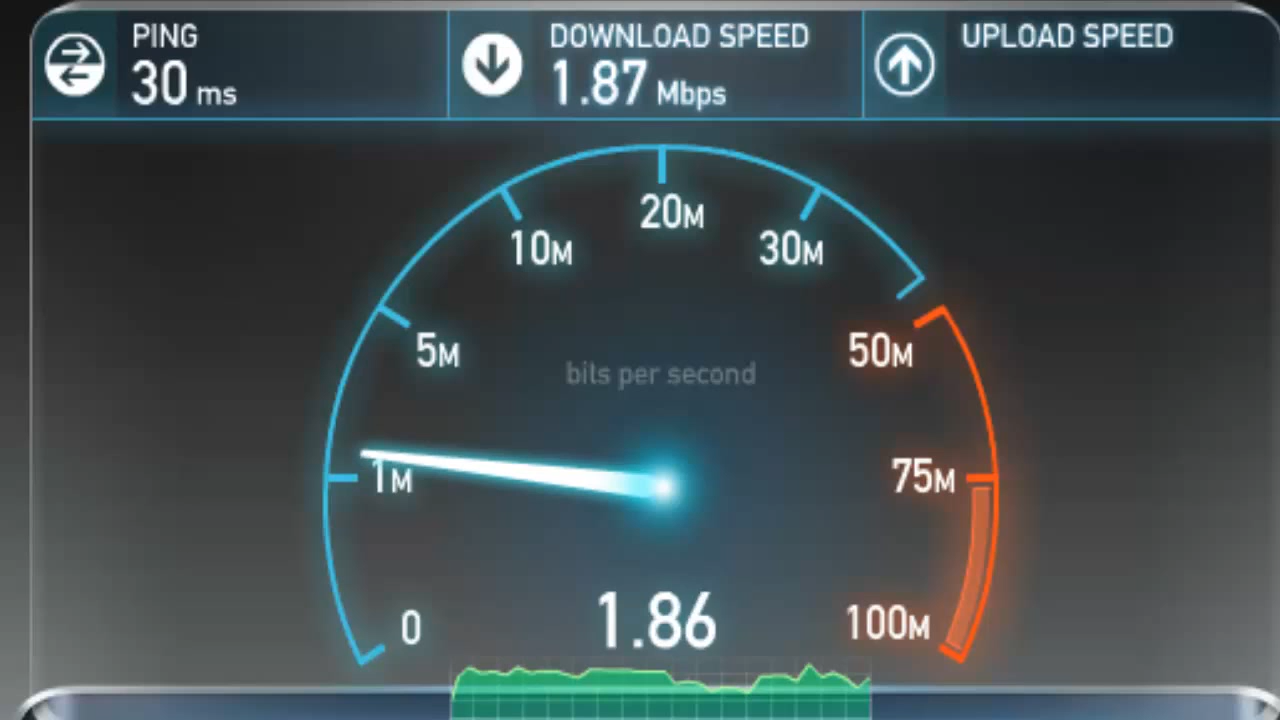 PING
30 ms
DOWNLOAD SPEED
1.87 Mbps
UPLOAD SPEED
20M
10M
30M
5M
50M
bits per second
1M
75M
0
1.86
100M